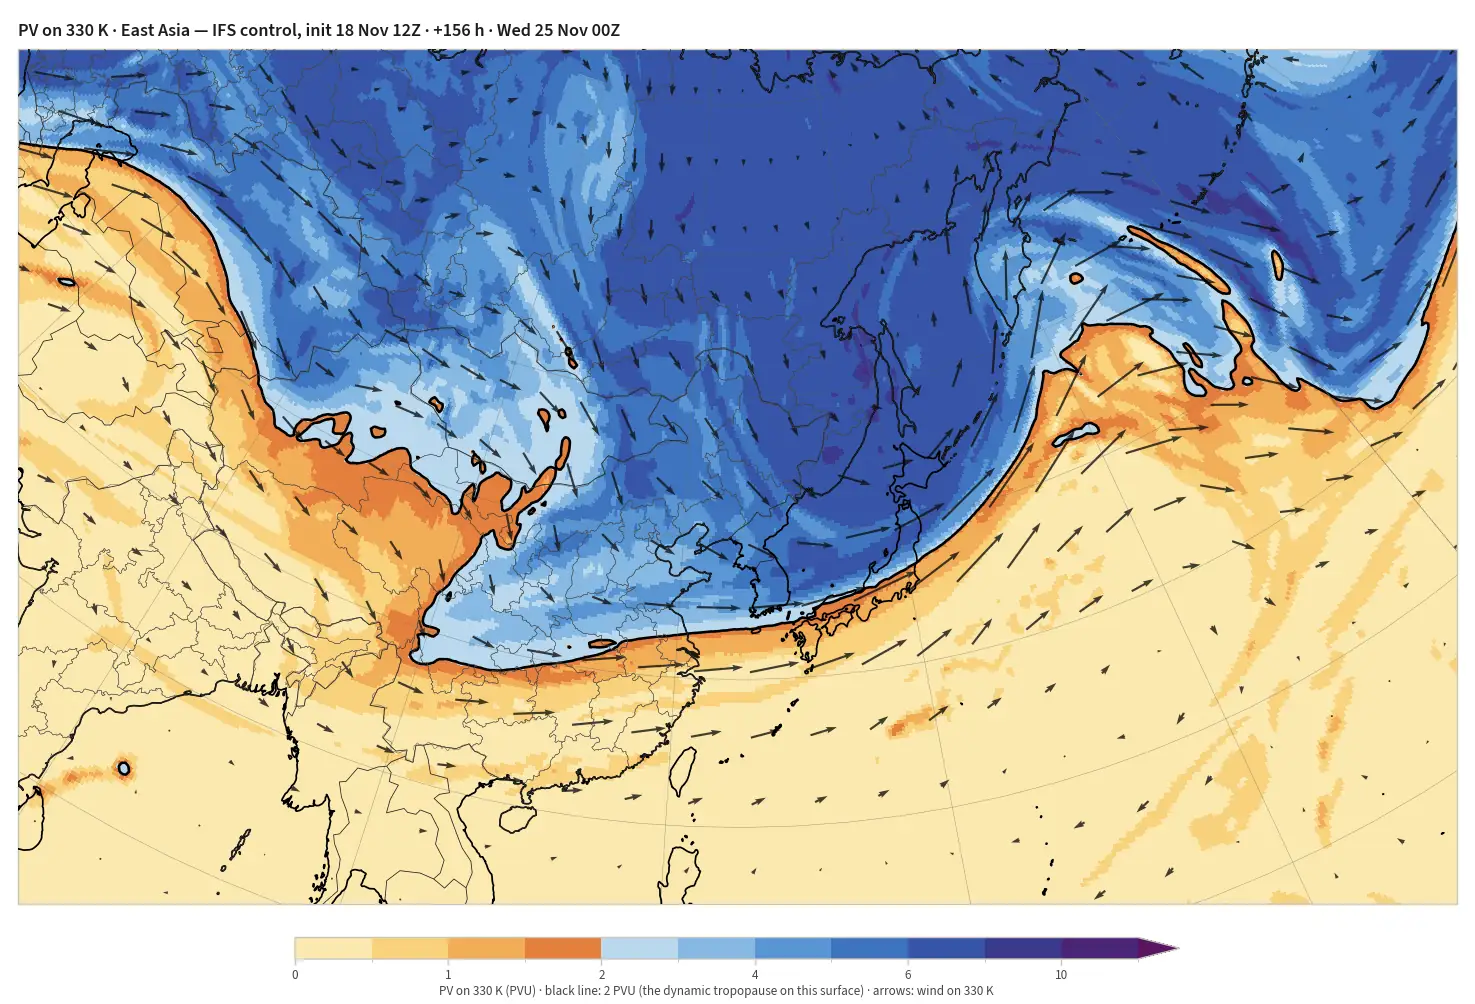 PV on 330 K · East Asia — IFS control, init 18 Nov 12Z · +156 h · Wed 25 Nov 00Z
0 1 2 4 6 10
PV on 330 K (PVU) · black line: 2 PVU (the dynamic tropopause on this surface) · arrows: wind on 330 K